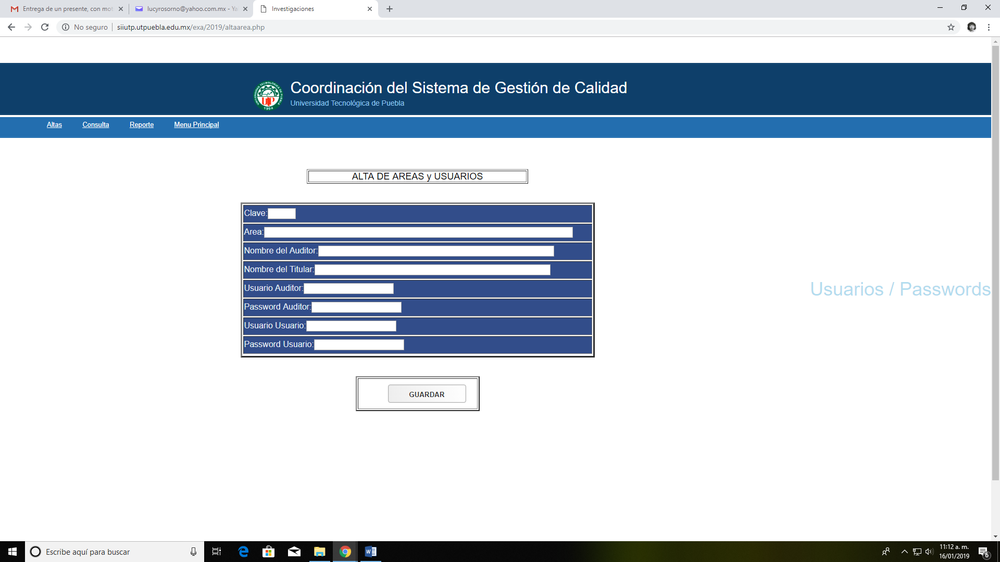 Entrega de un presente, con mot
lucyrosorno@yahoo.com.mx - Ya
Investigaciones
No seguro
siiutp.utpuebla.edu.mx/exa/2019/altaarea.php
Coordinación del Sistema de Gestión de Calidad
Universidad Tecnológica de Puebla
Altas Consulta Reporte Menu Principal
ALTA DE AREAS y USUARIOS
Clave:
Area:
Nombre del Auditor:
Nombre del Titular:
Usuario Auditor:
Usuarios / Passwords
Password Auditor:
Usuario Usuario:
Password Usuario:
GUARDAR
Escribe aquí para buscar
11:12 a. m.
16/01/2019
6